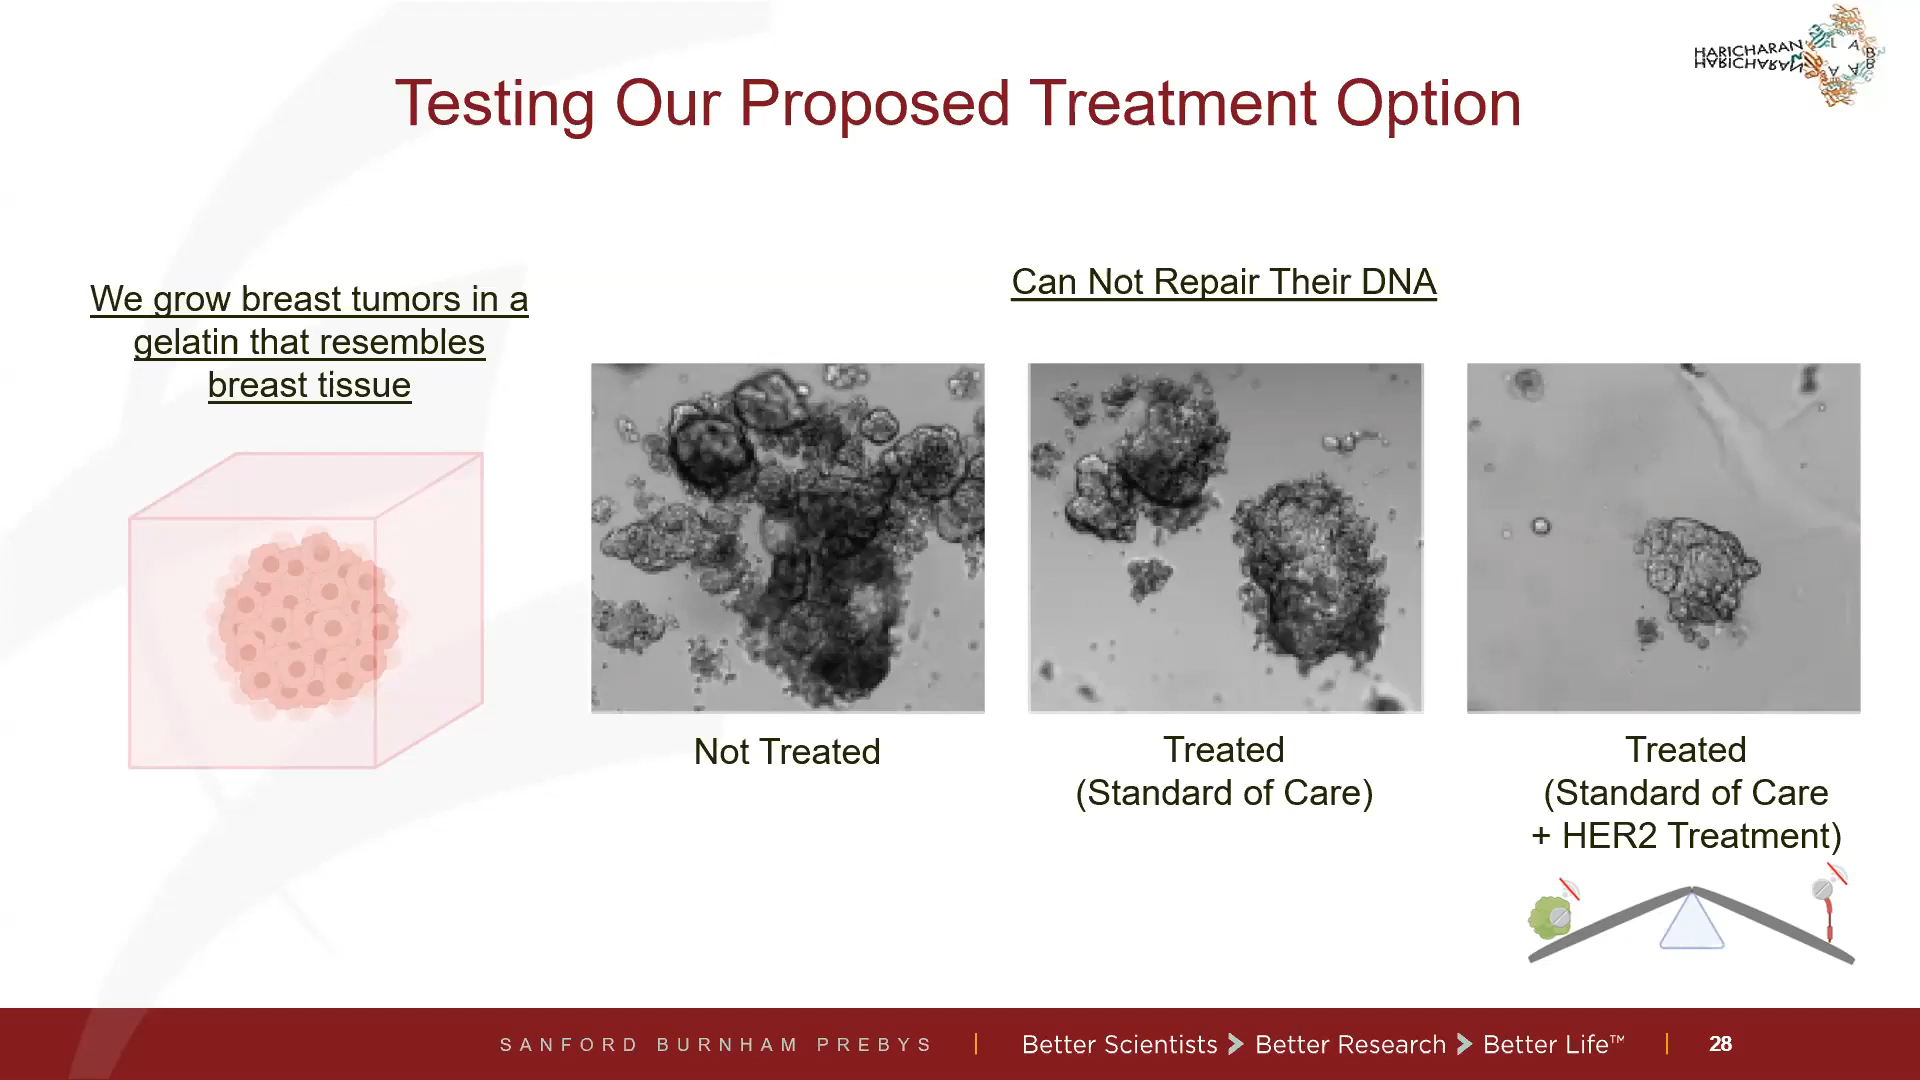 HARICHARAN
LAB
Testing Our Proposed Treatment Option
We grow breast tumors in a
gelatin that resembles
breast tissue
Can Not Repair Their DNA
Not Treated
Treated
(Standard of Care)
Treated
(Standard of Care
+ HER2 Treatment)
SANFORD BURNHAM PREBYS | Better Scientists > Better Research > Better Life™ | 28